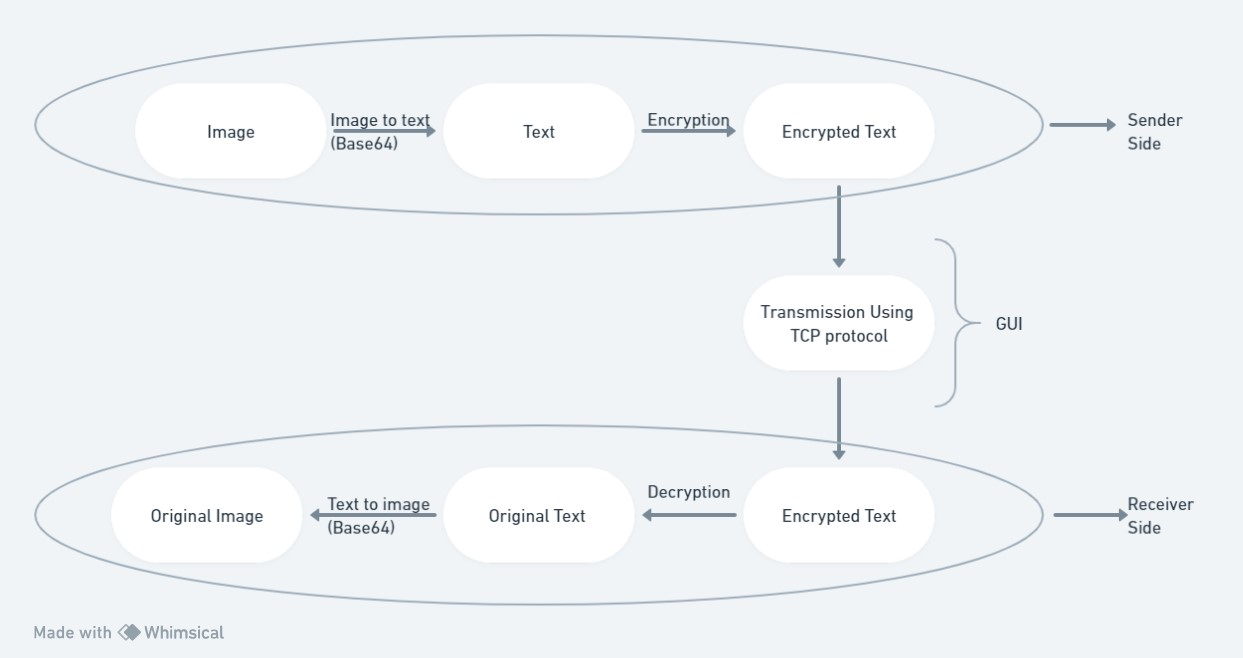 Image
Image to text
(Base64)
Text
Encryption
Encrypted Text
Sender
Side
Transmission Using
TCP protocol
GUI
Original Image
Text to image
(Base64)
Original Text
Decryption
Encrypted Text
Receiver
Side
Made with Whimsical